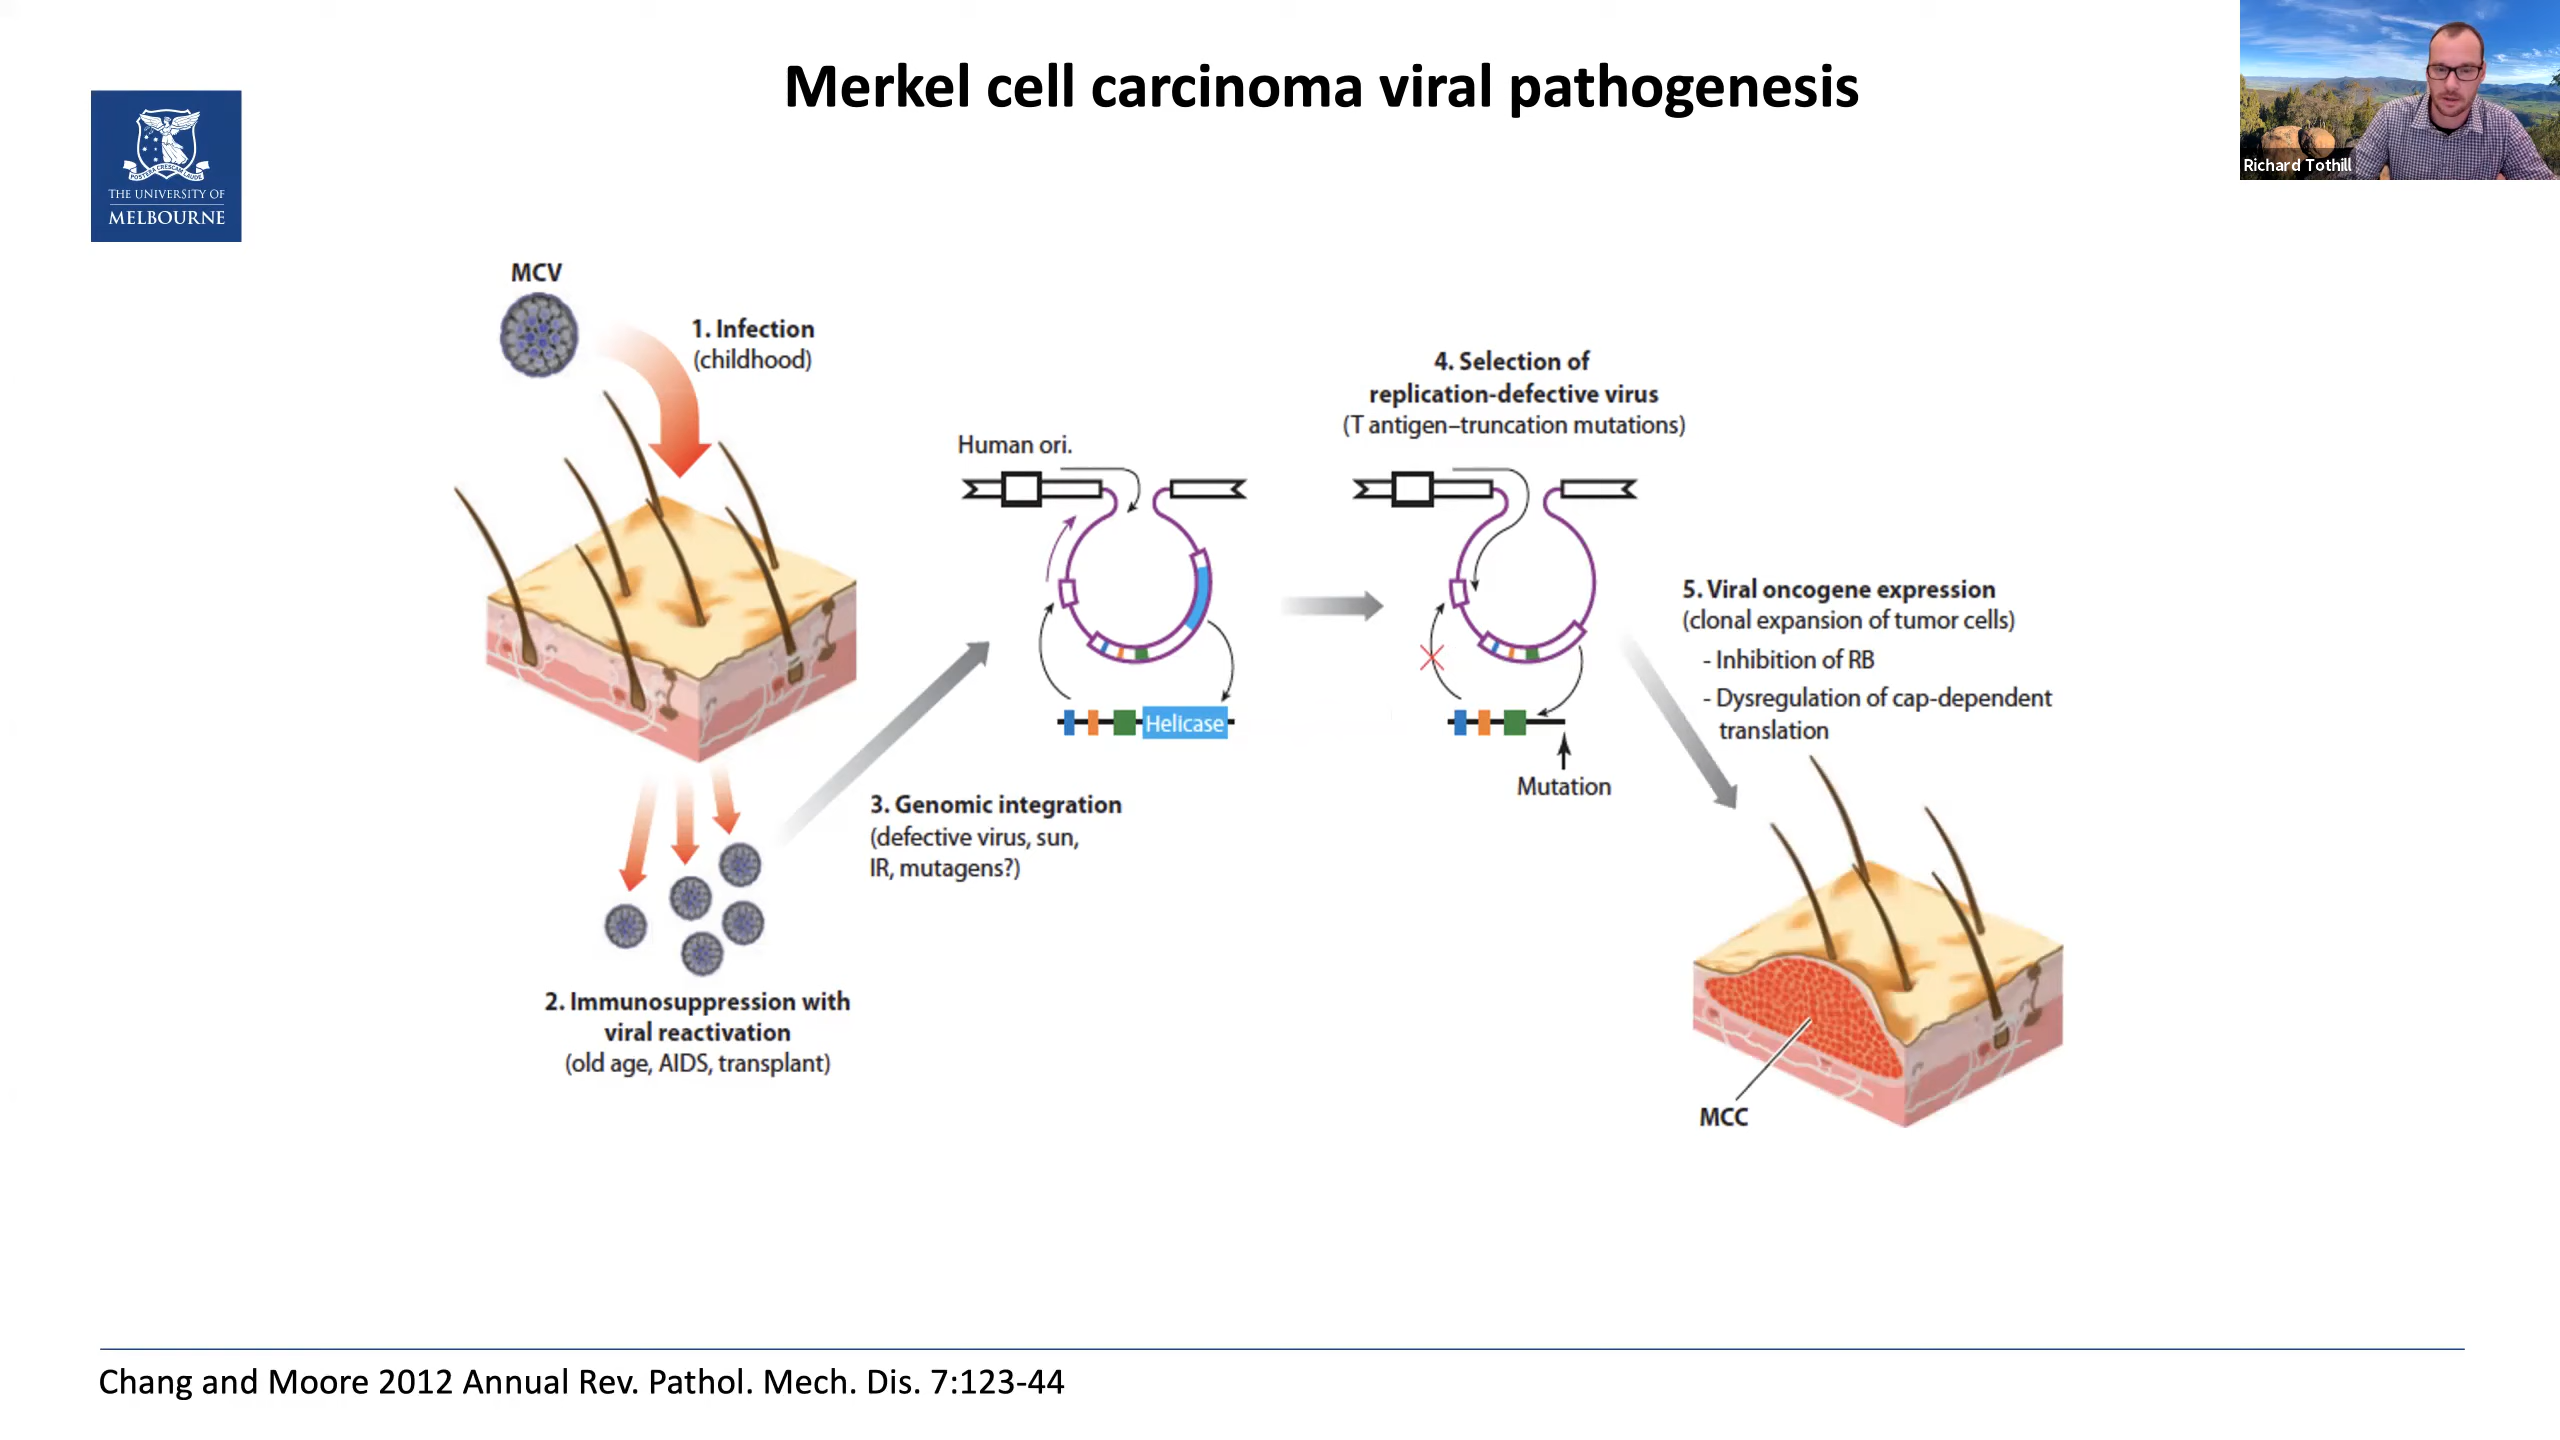 Merkel cell carcinoma viral pathogenesis
Richard Tothill
POSTERA CRESCAM LAUDE
THE UNIVERSITY OF
MELBOURNE
MCV
1. Infection
(childhood)
2. Immunosuppression with
viral reactivation
(old age, AIDS, transplant)
3. Genomic integration
(defective virus, sun,
IR, mutagens?)
Human ori.
Helicase
4. Selection of
replication-defective virus
(T antigen–truncation mutations)
Mutation
5. Viral oncogene expression
(clonal expansion of tumor cells)
- Inhibition of RB
- Dysregulation of cap-dependent
translation
MCC
Chang and Moore 2012 Annual Rev. Pathol. Mech. Dis. 7:123-44